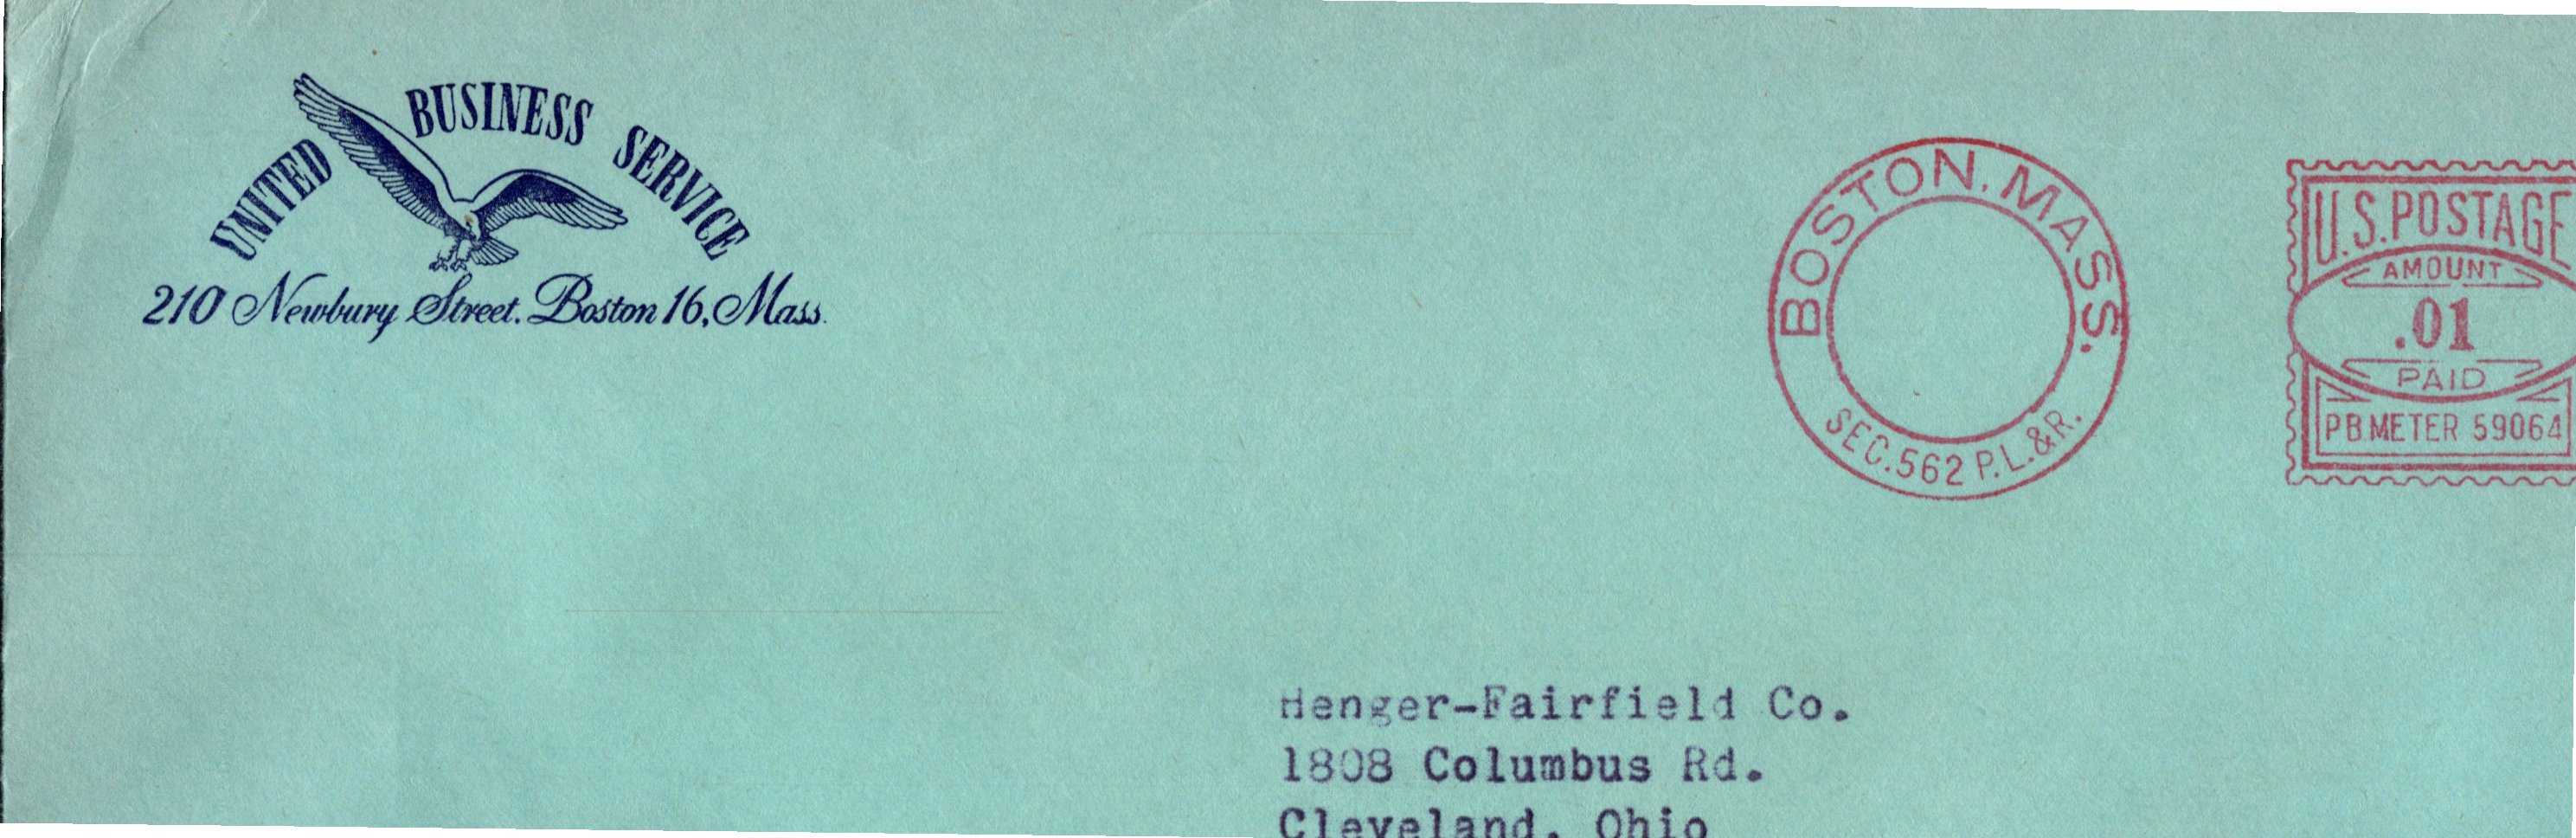 UNITED BUSINESS SERVICE
210 Newbury Street. Boston 16, Mass.
BOSTON, MASS.
SEC. 562 P.L.&R.
U.S. POSTAGE
AMOUNT
.01
PAID
P.B. METER 59064
Henger-Fairfield Co.
1808 Columbus Rd.
Cleveland, Ohio